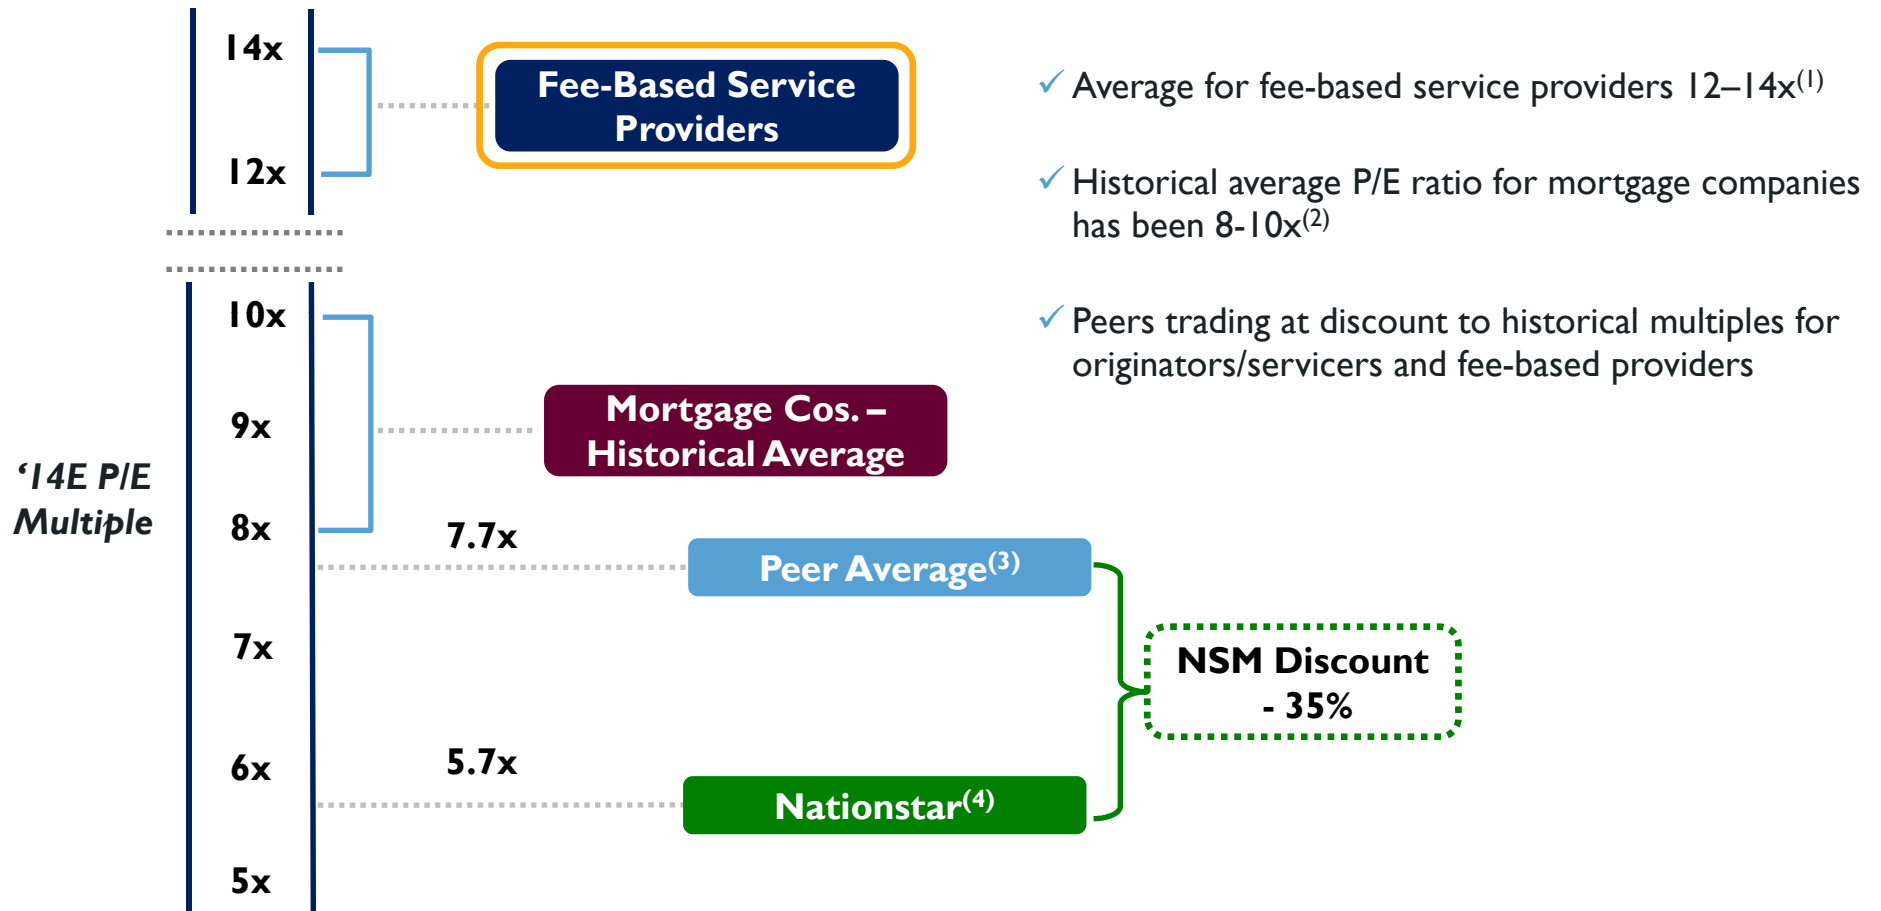 14x
Fee-Based Service
Providers
12x
10x
9x
Mortgage Cos. –
Historical Average
‘14E P/E
Multiple
8x
7.7x
Peer Average(3)
7x
NSM Discount
- 35%
6x
5.7x
Nationstar(4)
5x
✓ Average for fee-based service providers 12–14x(1)
✓ Historical average P/E ratio for mortgage companies
has been 8-10x(2)
✓ Peers trading at discount to historical multiples for
originators/servicers and fee-based providers